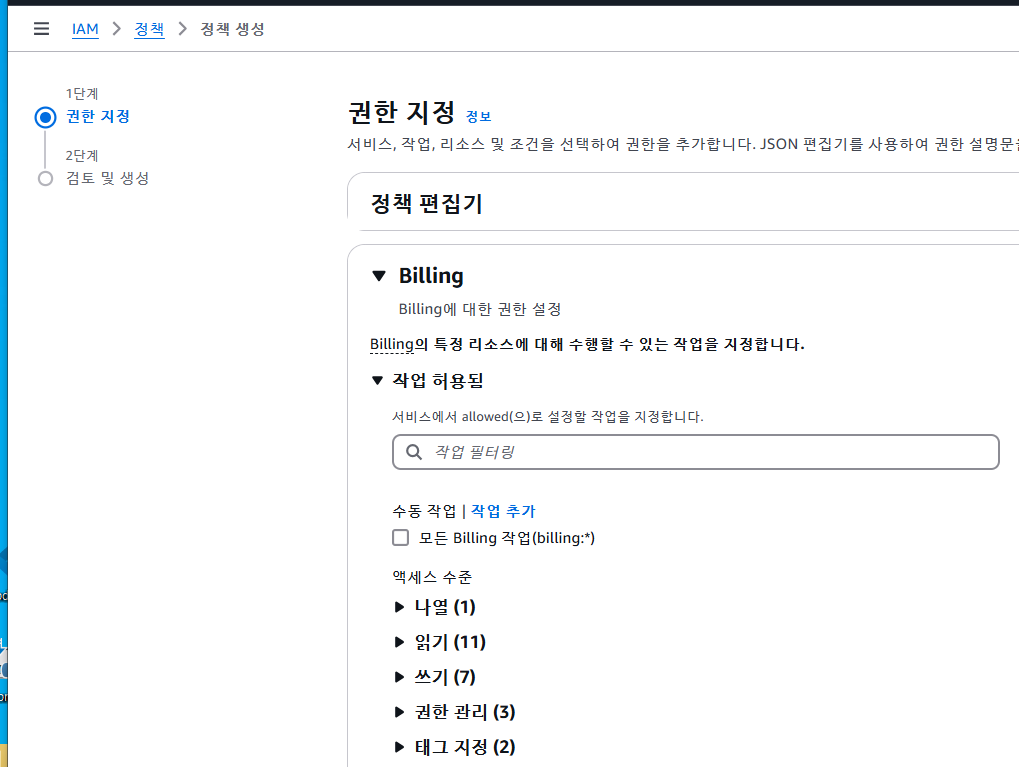 IAM > 정책 > 정책 생성
1단계
권한 지정
2단계
검토 및 생성
권한 지정 정보
서비스, 작업, 리소스 및 조건을 선택하여 권한을 추가합니다. JSON 편집기를 사용하여 권한 설명문을
정책 편집기
Billing
Billing에 대한 권한 설정
Billing의 특정 리소스에 대해 수행할 수 있는 작업을 지정합니다.
작업 허용됨
서비스에서 allowed(으)로 설정할 작업을 지정합니다.
작업 필터링
수동 작업 | 작업 추가
모든 Billing 작업(billing:*)
액세스 수준
나열 (1)
읽기 (11)
쓰기 (7)
권한 관리 (3)
태그 지정 (2)